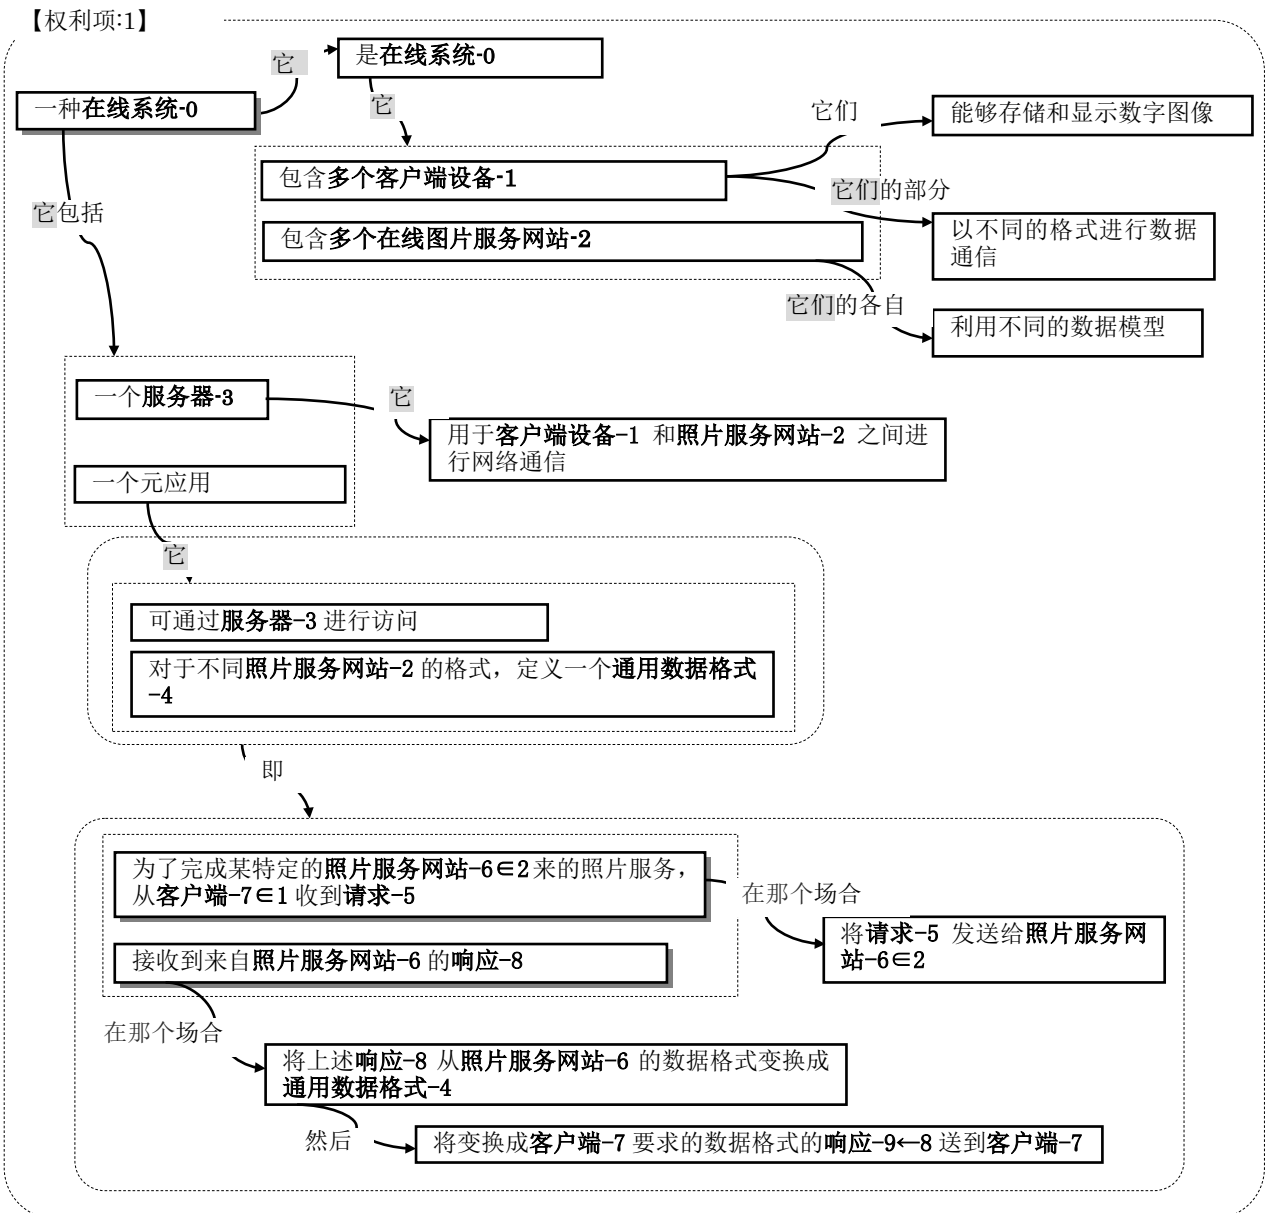 【权利项:1】
它
是在线系统-0
一种在线系统-0
它
它们
能够存储和显示数字图像
包含多个客户端设备-1
它们的部分
它包括
包含多个在线图片服务网站-2
以不同的格式进行数据
通信
它们的各自
利用不同的数据模型
一个服务器-3
它
用于客户端设备-1 和照片服务网站-2 之间进
行网络通信
一个元应用
它
可通过服务器-3 进行访问
对于不同照片服务网站-2 的格式，定义一个通用数据格式
-4
即
为了完成某特定的照片服务网站-6∈2 来的照片服务，
从客户端-7∈1 收到请求-5
在那个场合
将请求-5 发送给照片服务网
站-6∈2
接收到来自照片服务网站-6 的响应-8
在那个场合
将上述响应-8 从照片服务网站-6 的数据格式变换成
通用数据格式-4
然后
将变换成客户端-7 要求的数据格式的响应-9←8 送到客户端-7